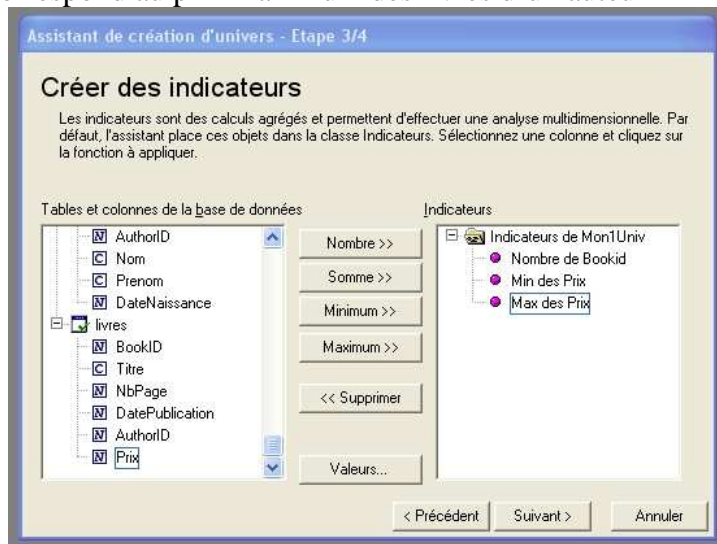 Assistant de création d'univers - Etape 3/4
Créer des indicateurs
Les indicateurs sont des calculs agrégés et permettent d'effectuer une analyse multidimensionnelle. Par
défaut, l'assistant place ces objets dans la classe Indicateurs. Sélectionnez une colonne et cliquez sur
la fonction à appliquer.
Tables et colonnes de la base de données
AuthorID
Nom
Prenom
DateNaissance
livres
BookID
Titre
NbPage
DatePublication
AuthorID
Prix
Nombre >>
Somme >>
Minimum >>
Maximum >>
<< Supprimer
Valeurs...
Indicateurs
Indicateurs de Mon1Univ
Nombre de Bookid
Min des Prix
Max des Prix
< Précédent
Suivant >
Annuler